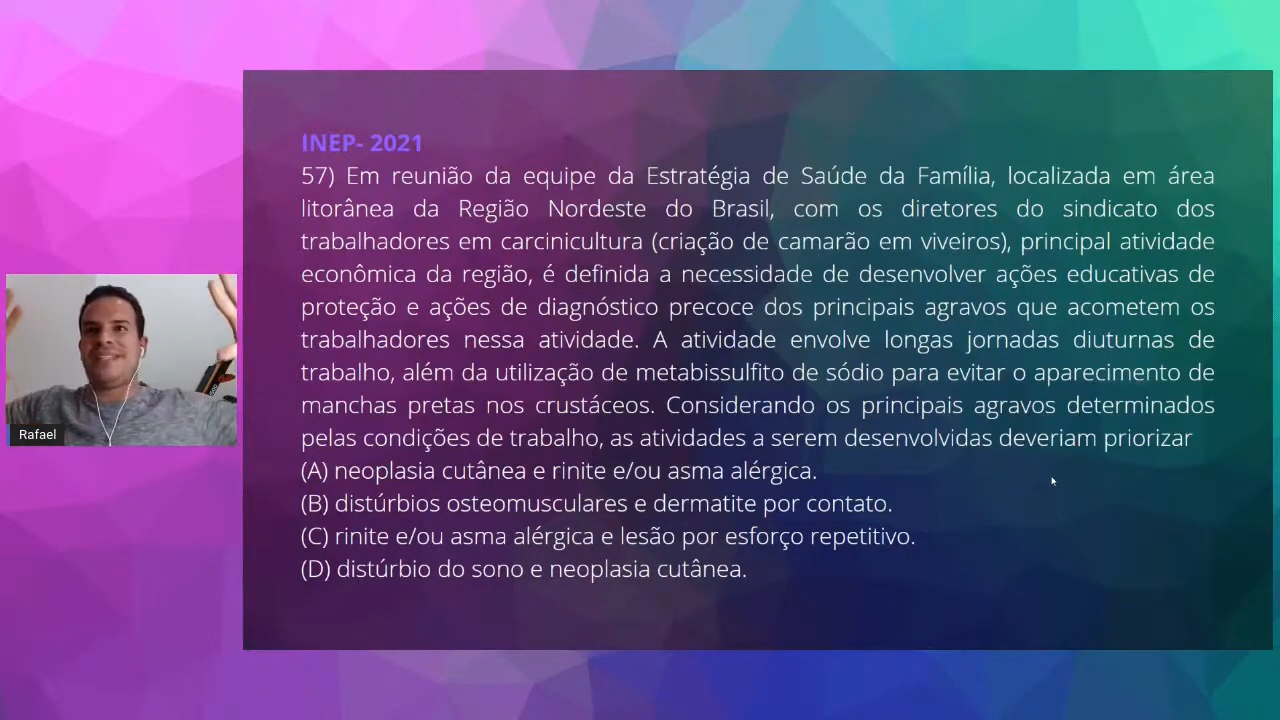 INEP- 2021
57) Em reunião da equipe da Estratégia de Saúde da Família, localizada em área
litorânea da Região Nordeste do Brasil, com os diretores do sindicato dos
trabalhadores em carcinicultura (criação de camarão em viveiros), principal atividade
econômica da região, é definida a necessidade de desenvolver ações educativas de
proteção e ações de diagnóstico precoce dos principais agravos que acometem os
trabalhadores nessa atividade. A atividade envolve longas jornadas diuturnas de
trabalho, além da utilização de metabissulfito de sódio para evitar o aparecimento de
manchas pretas nos crustáceos. Considerando os principais agravos determinados
pelas condições de trabalho, as atividades a serem desenvolvidas deveriam priorizar
(A) neoplasia cutânea e rinite e/ou asma alérgica.
(B) distúrbios osteomusculares e dermatite por contato.
(C) rinite e/ou asma alérgica e lesão por esforço repetitivo.
(D) distúrbio do sono e neoplasia cutânea.
Rafael